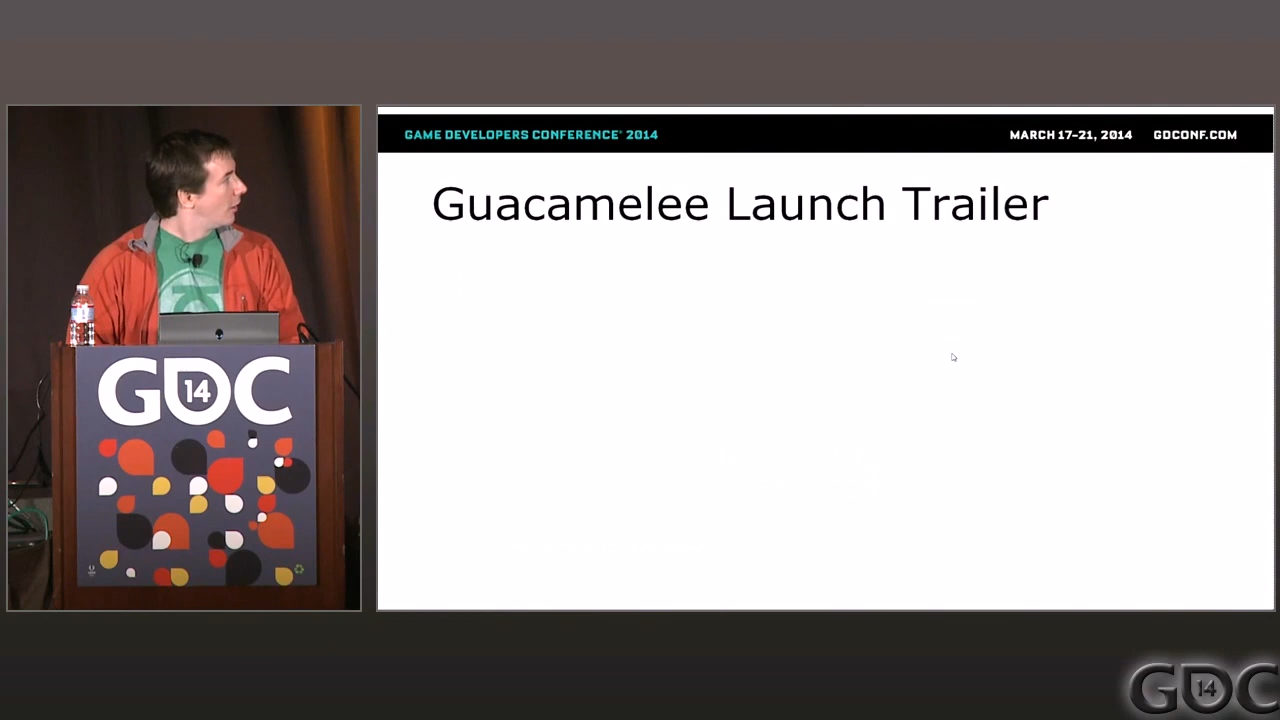 GAME DEVELOPERS CONFERENCE® 2014
MARCH 17–21, 2014 GDCONF.COM
Guacamelee Launch Trailer
GDC
14
GDC
14